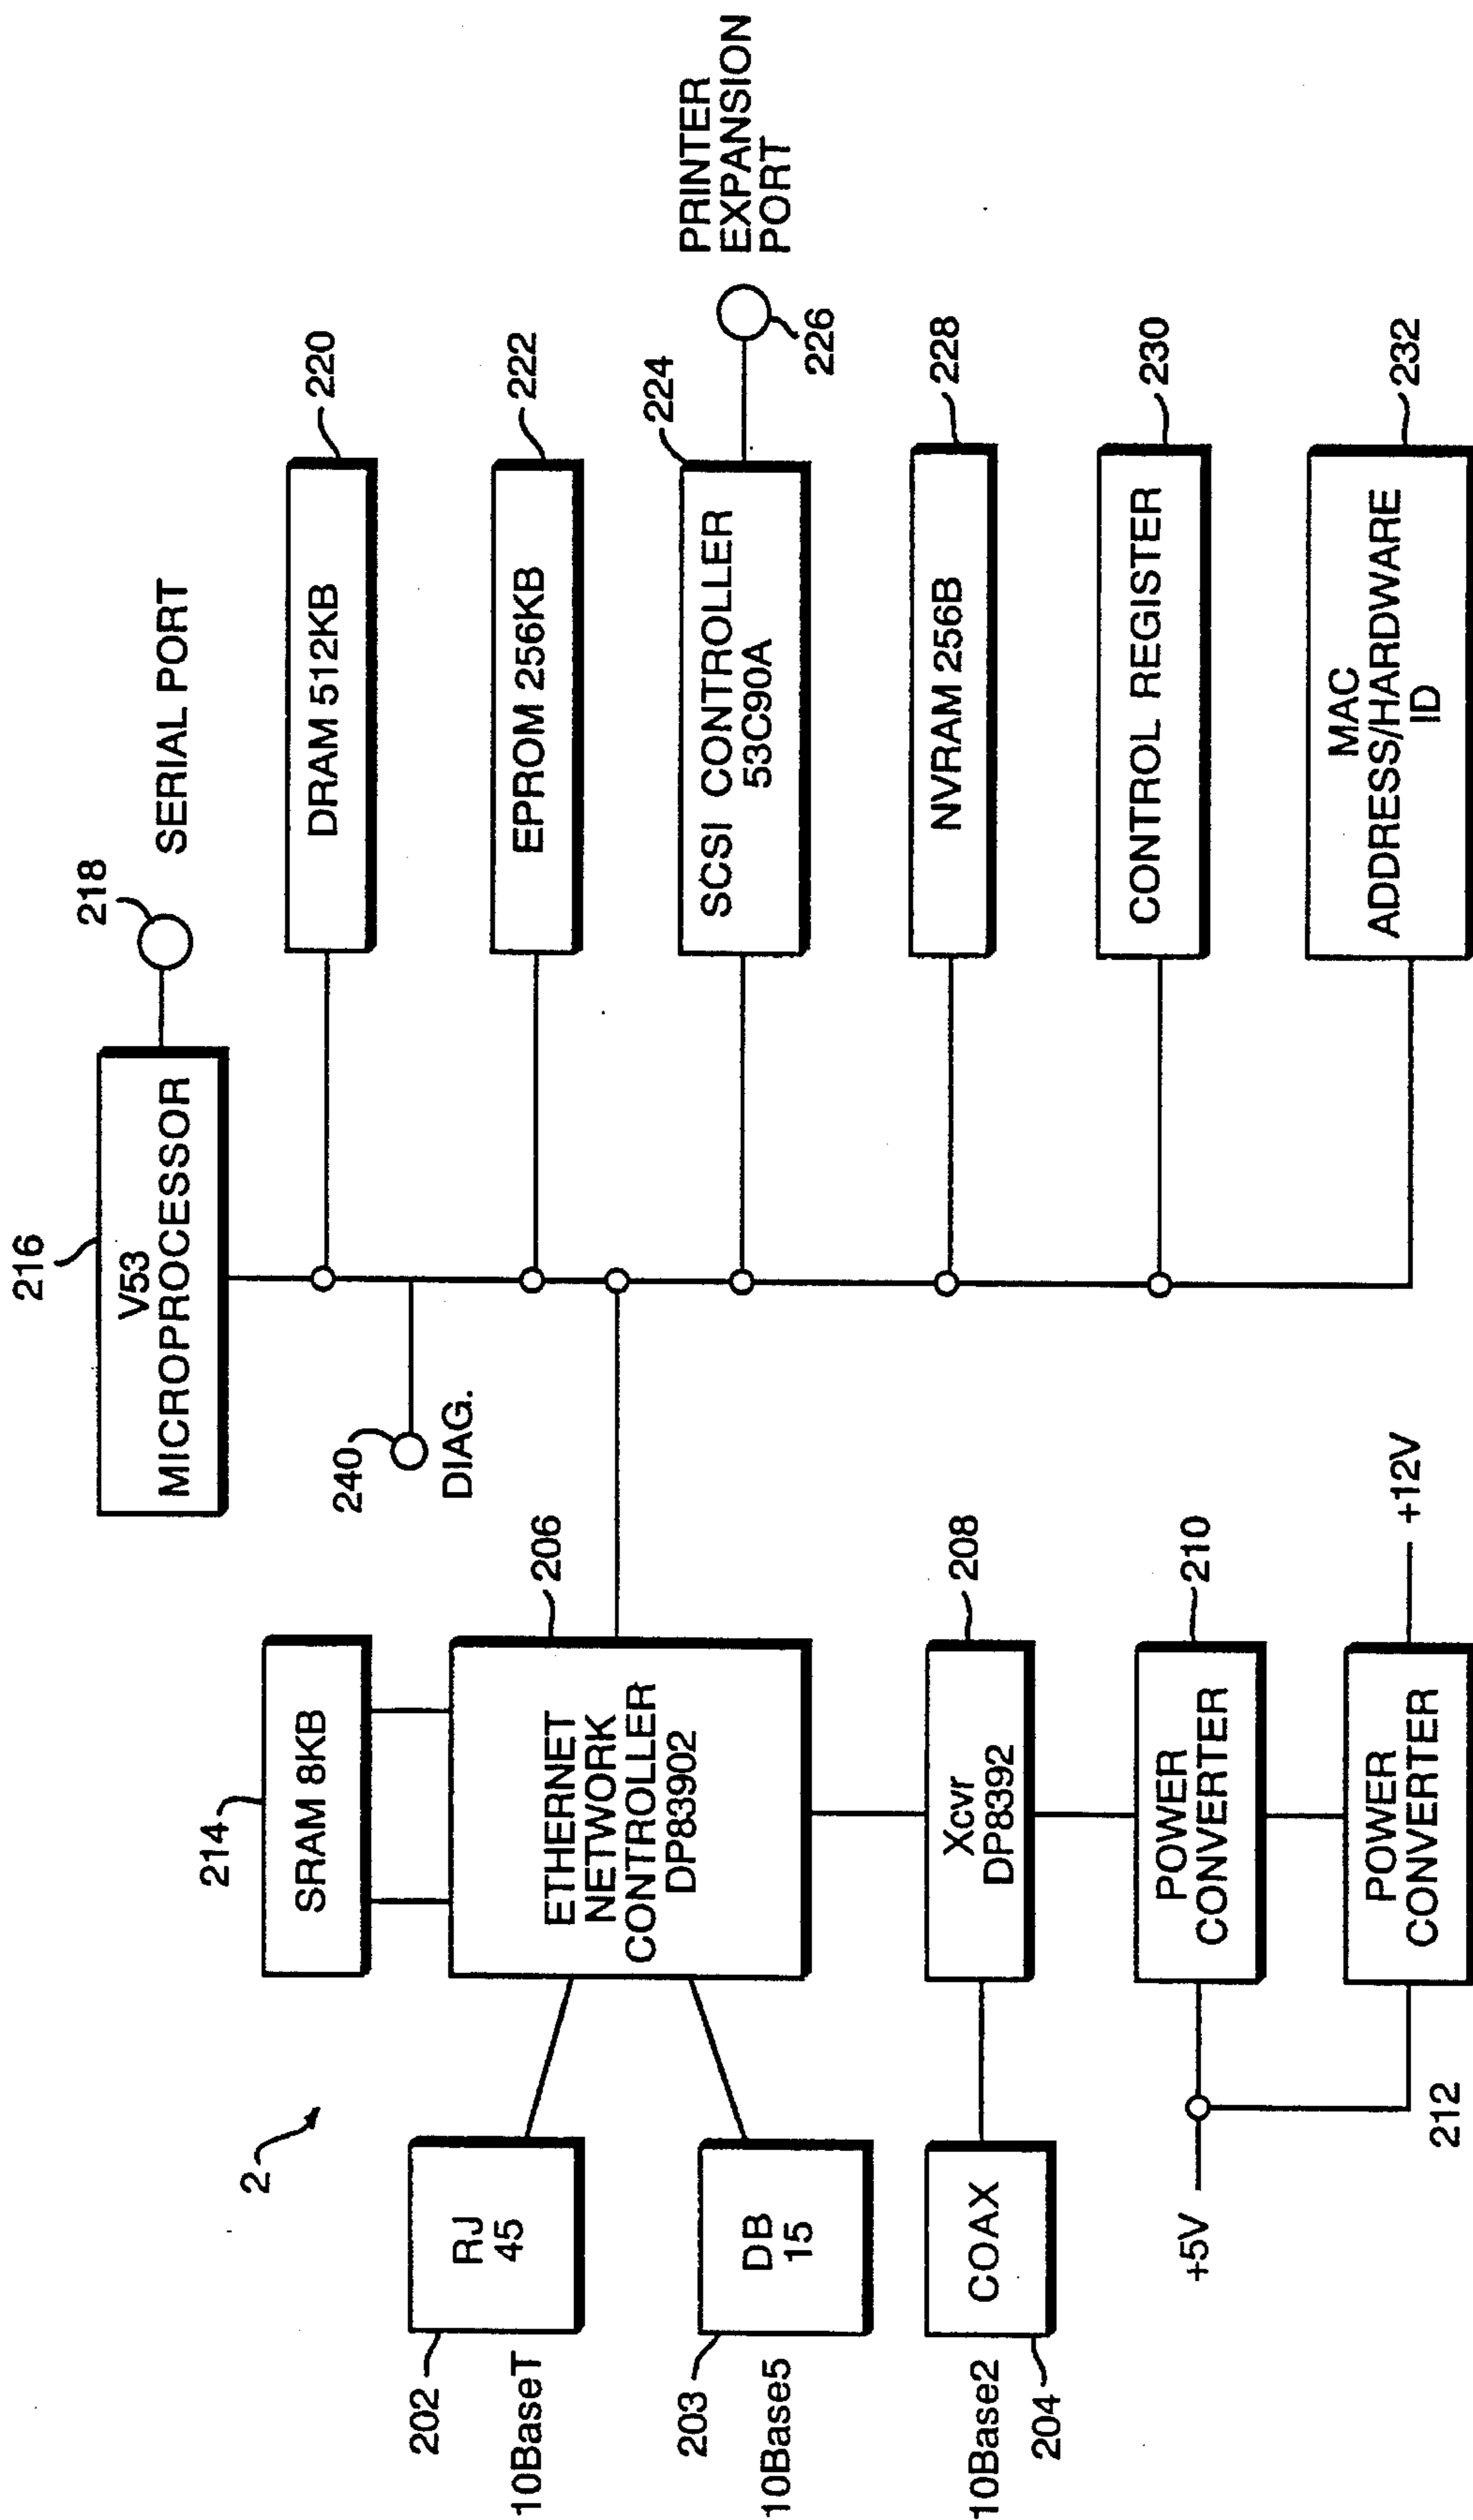 2
202
RJ
45
10BaseT
203
DB
15
10Base5
COAX
10Base2
204
214
SRAM 8KB
206
ETHERNET
NETWORK
CONTROLLER
DP83902
208
Xcvr
DP8392
210
POWER
CONVERTER
+5V
POWER
CONVERTER
212
+12V
216
V53
MICROPROCESSOR
218
SERIAL PORT
240
DIAG.
220
DRAM 512KB
222
EPROM 256KB
224
SCSI CONTROLLER
53C90A
226
PRINTER
EXPANSION
PORT
228
NVRAM 256B
230
CONTROL REGISTER
232
MAC
ADDRESS/HARDWARE
ID